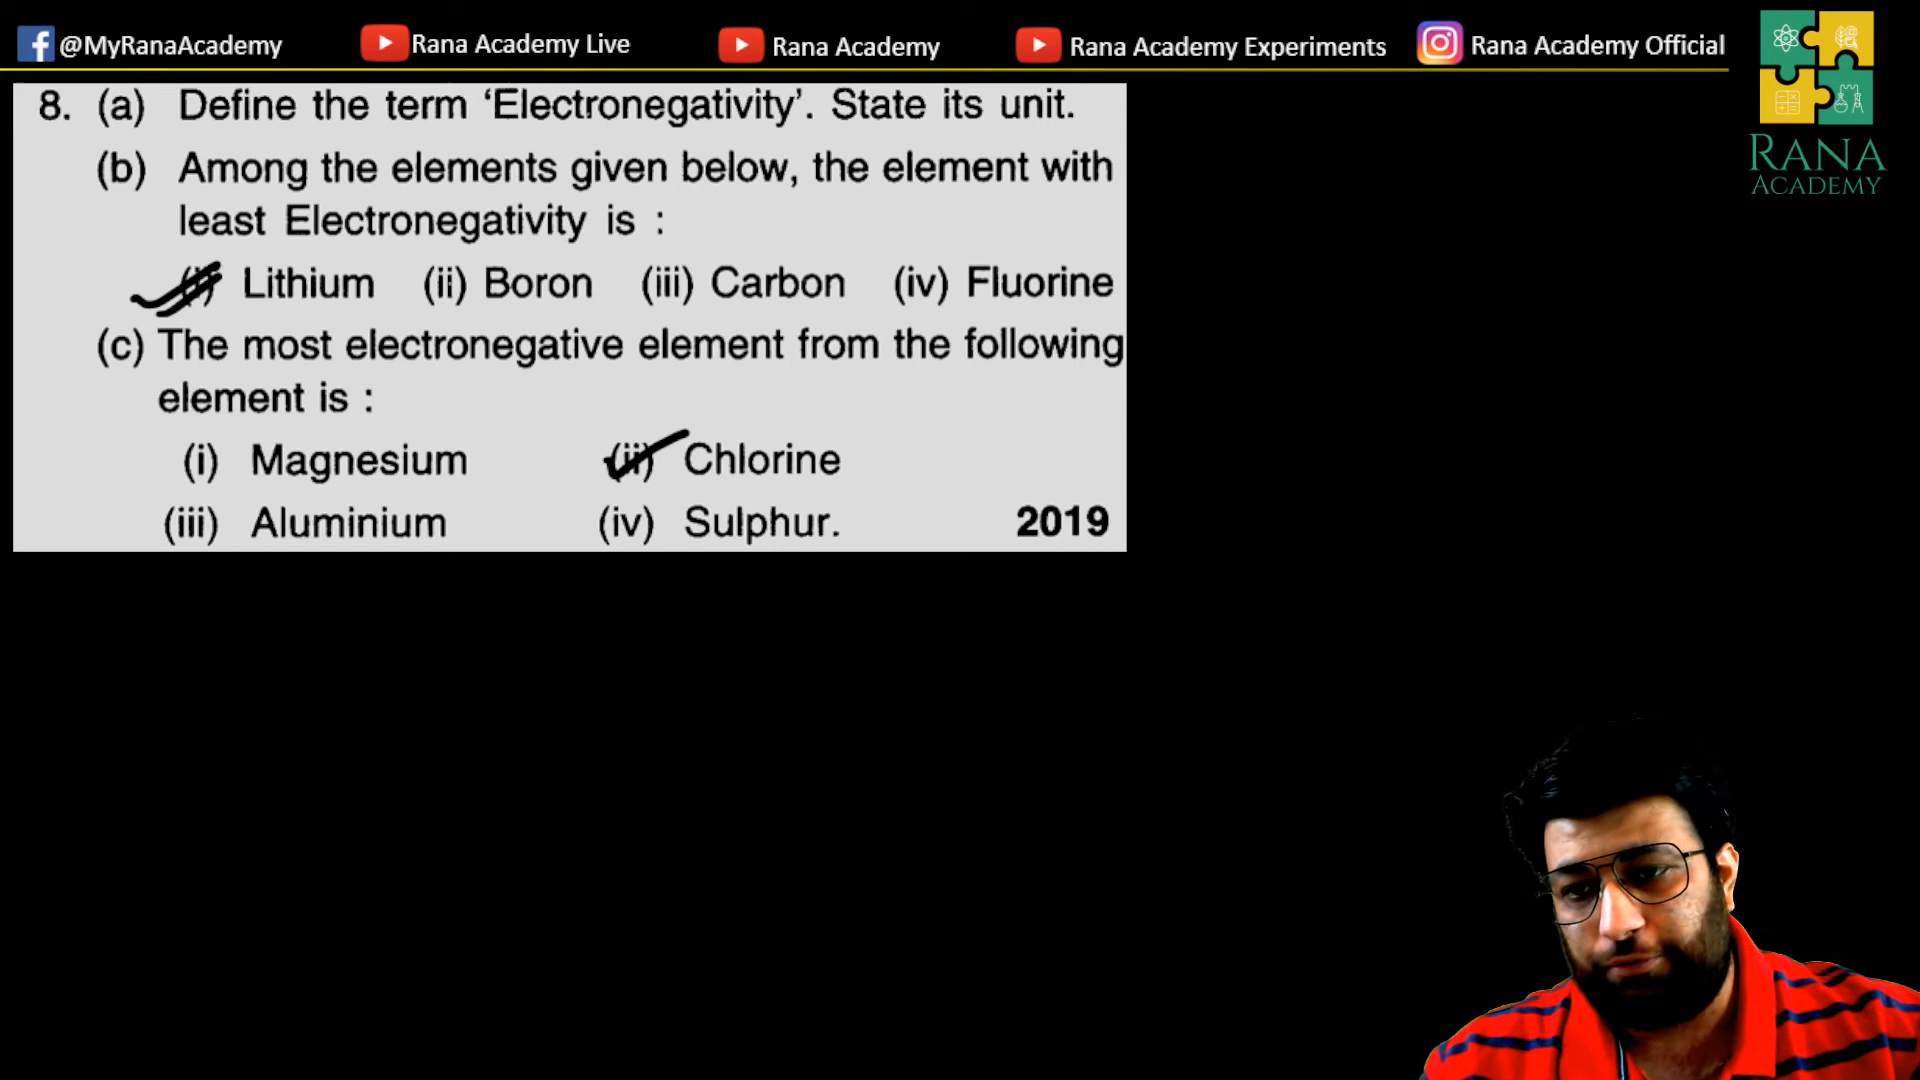 @MyRanaAcademy Rana Academy Live Rana Academy Rana Academy Experiments Rana Academy Official
RANA
ACADEMY
8. (a) Define the term ‘Electronegativity’. State its unit.
(b) Among the elements given below, the element with
least Electronegativity is :
(i) Lithium (ii) Boron (iii) Carbon (iv) Fluorine
(c) The most electronegative element from the following
element is :
(i) Magnesium (ii) Chlorine
(iii) Aluminium (iv) Sulphur. 2019